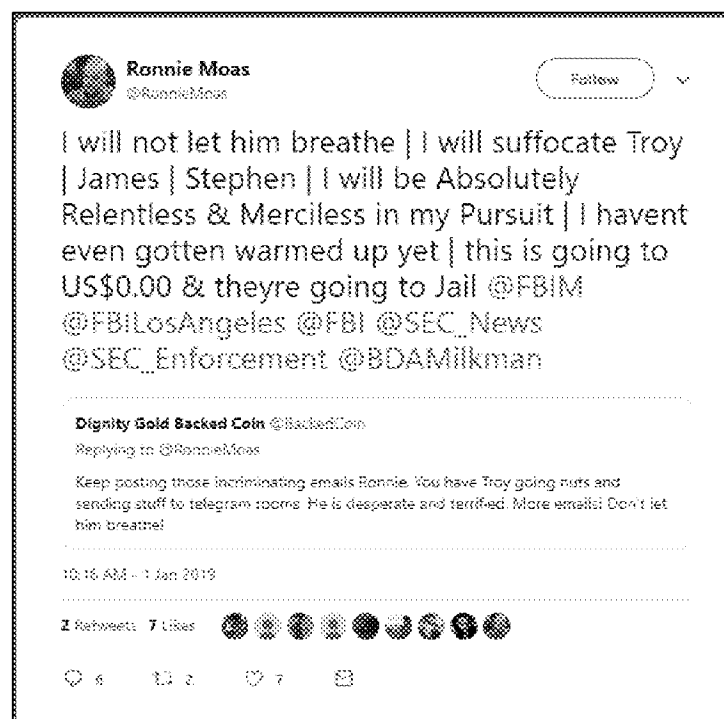 Ronnie Moas
@RonnieMoas
Follow
I will not let him breathe | I will suffocate Troy
| James | Stephen | I will be Absolutely
Relentless & Merciless in my Pursuit | I havent
even gotten warmed up yet | this is going to
US$0.00 & theyre going to Jail @FBIM
@FBILosAngeles @FBI @SEC_News
@SEC_Enforcement @BDAMilkman
Dignity Gold Backed Coin @BackedCoin
Replying to @RonnieMoas
Keep posting those incriminating emails Ronnie. You have Troy going nuts and
sending stuff to telegram rooms. He is desperate and terrified. More emails! Don't let
him breathe!
10:16 AM - 1 Jan 2019
2 Retweets 7 Likes
6 2 7